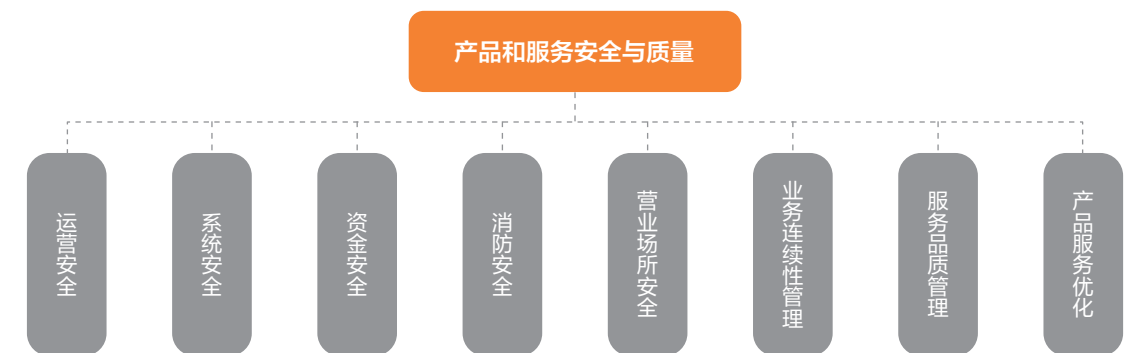 产品和服务安全与质量
运营安全
系统安全
资金安全
消防安全
营业场所安全
业务连续性管理
服务品质管理
产品服务优化